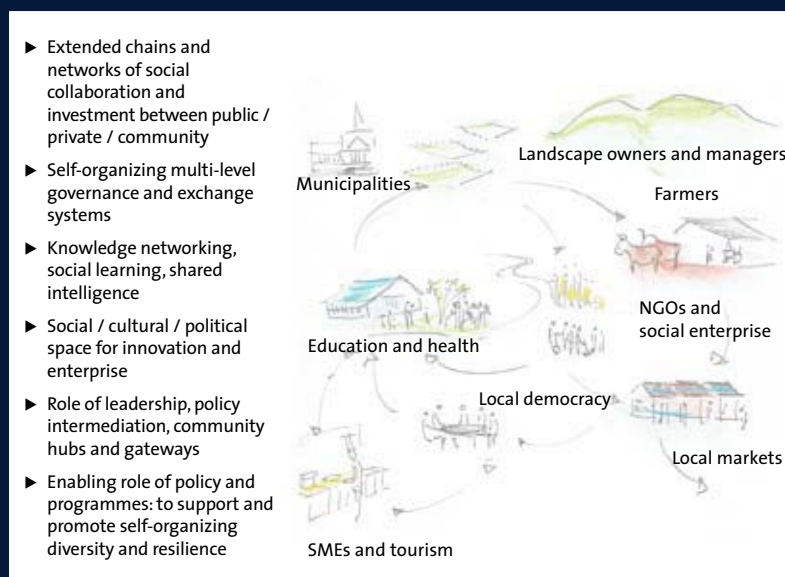 ► Extended chains and
networks of social
collaboration and
investment between public /
private / community
► Self-organizing multi-level
governance and exchange
systems
► Knowledge networking,
social learning, shared
intelligence
► Social / cultural / political
space for innovation and
enterprise
► Role of leadership, policy
intermediation, community
hubs and gateways
► Enabling role of policy and
programmes: to support and
promote self-organizing
diversity and resilience
Landscape owners and managers
Municipalities
Farmers
NGOs and
social enterprise
Education and health
Local democracy
Local markets
SMEs and tourism